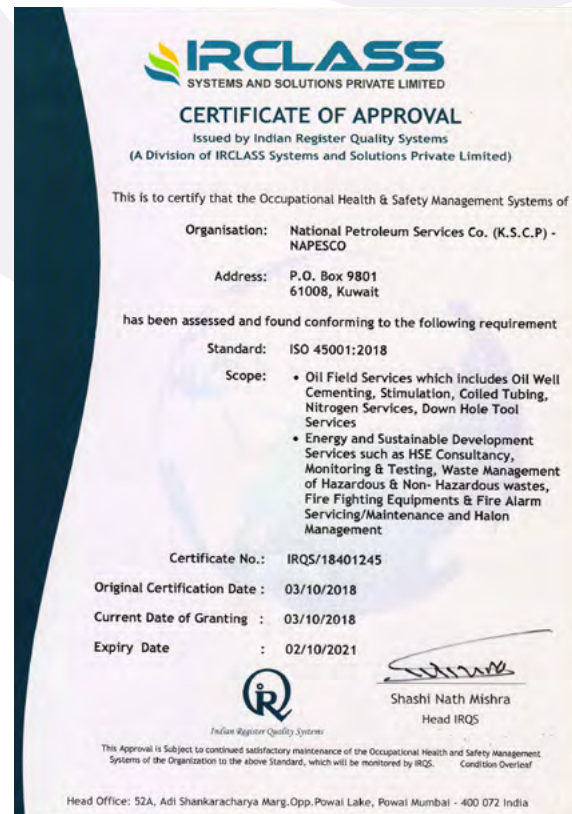 IRCLASS
SYSTEMS AND SOLUTIONS PRIVATE LIMITED
CERTIFICATE OF APPROVAL
Issued by Indian Register Quality Systems
(A Division of IRCLASS Systems and Solutions Private Limited)
This is to certify that the Occupational Health & Safety Management Systems of
Organisation: National Petroleum Services Co. (K.S.C.P) -
NAPESCO
Address: P.O. Box 9801
61008, Kuwait
has been assessed and found conforming to the following requirement
Standard: ISO 45001:2018
Scope: • Oil Field Services which includes Oil Well
Cementing, Stimulation, Coiled Tubing,
Nitrogen Services, Down Hole Tool
Services
• Energy and Sustainable Development
Services such as HSE Consultancy,
Monitoring & Testing, Waste Management
of Hazardous & Non- Hazardous wastes,
Fire Fighting Equipments & Fire Alarm
Servicing/Maintenance and Halon
Management
Certificate No.: IRQS/18401245
Original Certification Date : 03/10/2018
Current Date of Granting : 03/10/2018
Expiry Date : 02/10/2021
Shashi Nath Mishra
Head IRQS
IR
Indian Register Quality Systems
This Approval is Subject to continued satisfactory maintenance of the Occupational Health and Safety Management
Systems of the Organization to the above Standard, which will be monitored by IRQS. Condition Overleaf
Head Office: 52A, Adi Shankaracharya Marg.Opp.Powai Lake, Powai Mumbai - 400 072 India